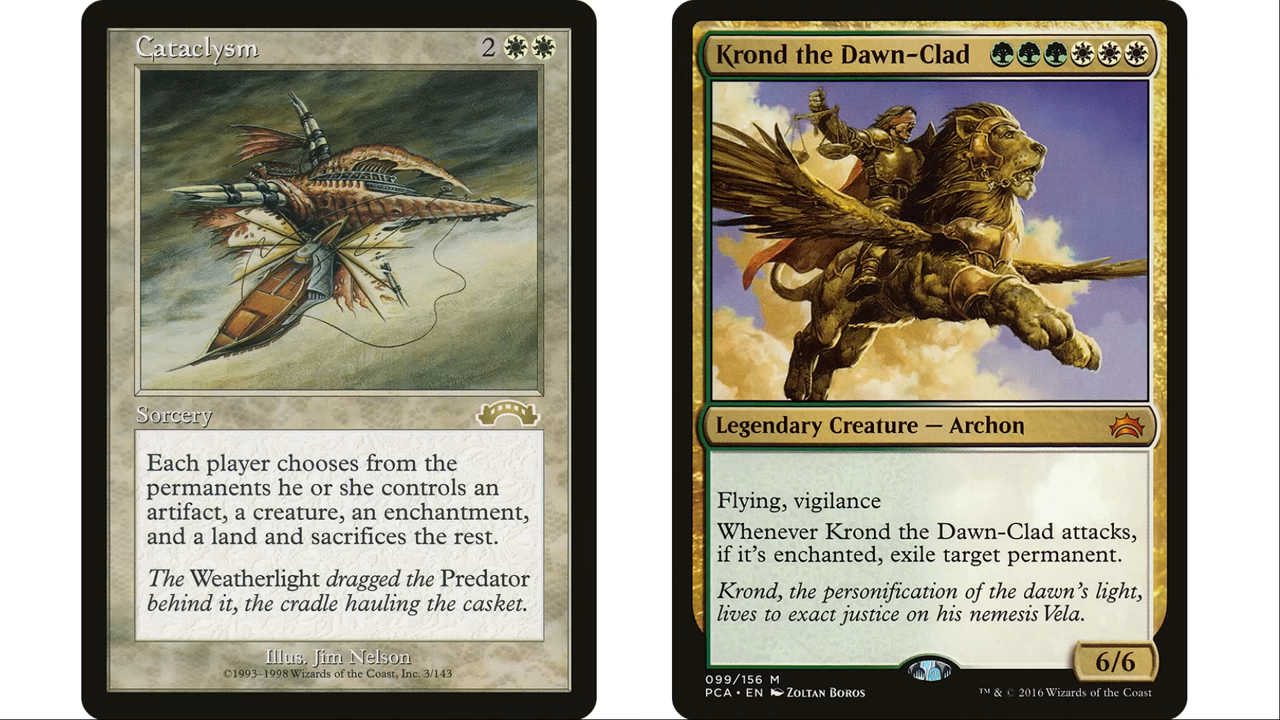 Cataclysm 2
Sorcery
Each player chooses from the
permanents he or she controls an
artifact, a creature, an enchantment,
and a land and sacrifices the rest.
The Weatherlight dragged the Predator
behind it, the cradle hauling the casket.
Illus. Jim Nelson
©1993–1998 Wizards of the Coast, Inc. 3/143
Krond the Dawn-Clad
Legendary Creature — Archon
Flying, vigilance
Whenever Krond the Dawn-Clad attacks,
if it's enchanted, exile target permanent.
Krond, the personification of the dawn's light,
lives to exact justice on his nemesis Vela.
6/6
099/156 M
PCA • EN Zoltan Boros
™ & © 2016 Wizards of the Coast